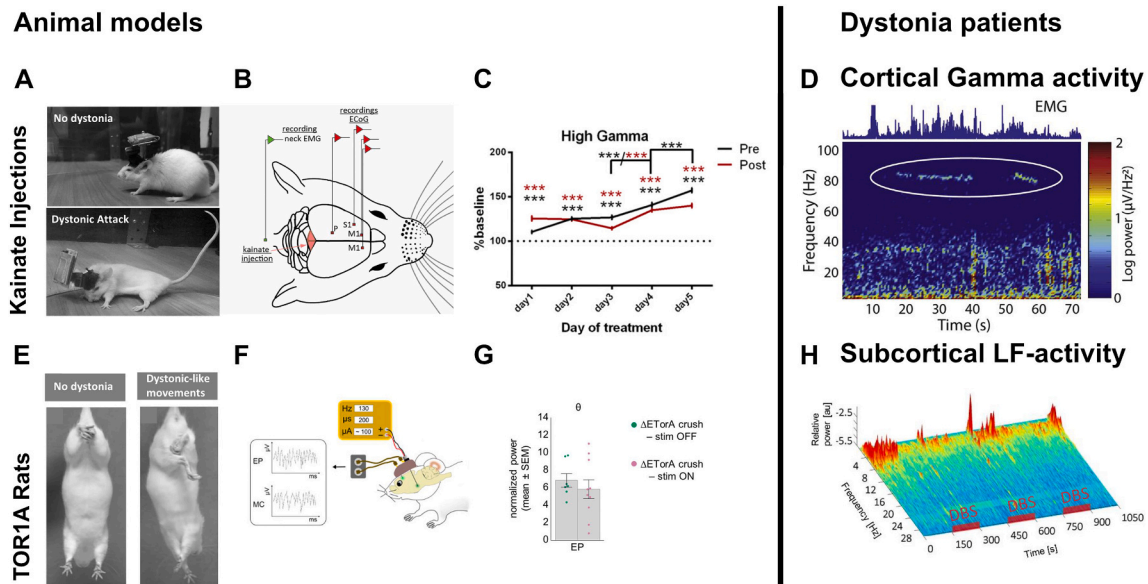 Animal models
Dystonia patients
Kainate Injections
A
No dystonia
Dystonic Attack
B
recording
neck EMG
recordings
ECoG
P
S1
M1
M1
kainate
injection
C
High Gamma
***
***/***
Pre
Post
***
***
***
***
***
***
***
***
***
***
%baseline
200
150
100
50
day1
day2
day3
day4
day5
Day of treatment
D
Cortical Gamma activity
EMG
Frequency (Hz)
100
80
60
40
20
10 20 30 40 50 60 70
Time (s)
2
1
0
Log power (µV/Hz²)
TOR1A Rats
E
No dystonia
Dystonic-like
movements
F
Hz 130
µs 200
µA ~ 100
+
−
µV
EP
ms
µV
MC
ms
G
θ
normalized power
(mean ± SEM)
14
12
10
8
6
4
2
0
EP
ΔETorA crush
– stim OFF
ΔETorA crush
– stim ON
H
Subcortical LF-activity
Relative
power [au]
-2.5
-5.5
4
8
12
16
20
24
28
Frequency [Hz]
DBS
DBS
DBS
0
150
300
450
600
750
900
1050
Time [s]